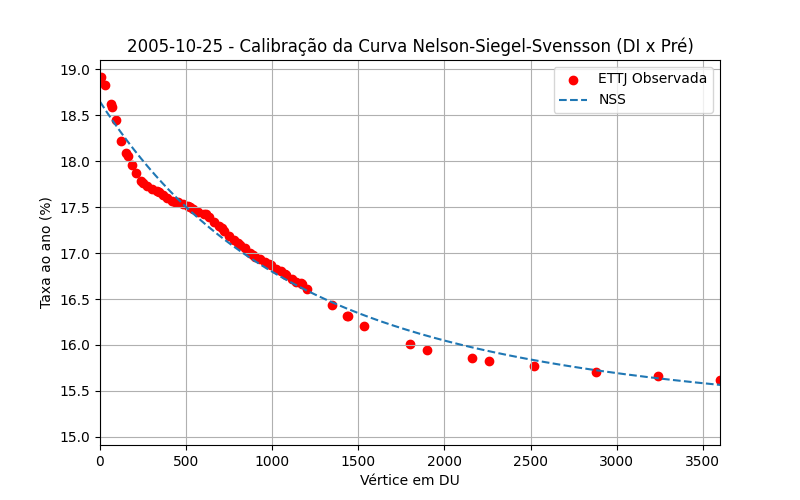 2005-10-25 - Calibração da Curva Nelson-Siegel-Svensson (DI x Pré)
ETTJ Observada
NSS
Taxa ao ano (%)
19.0
18.5
18.0
17.5
17.0
16.5
16.0
15.5
15.0
0 500 1000 1500 2000 2500 3000 3500
Vértice em DU